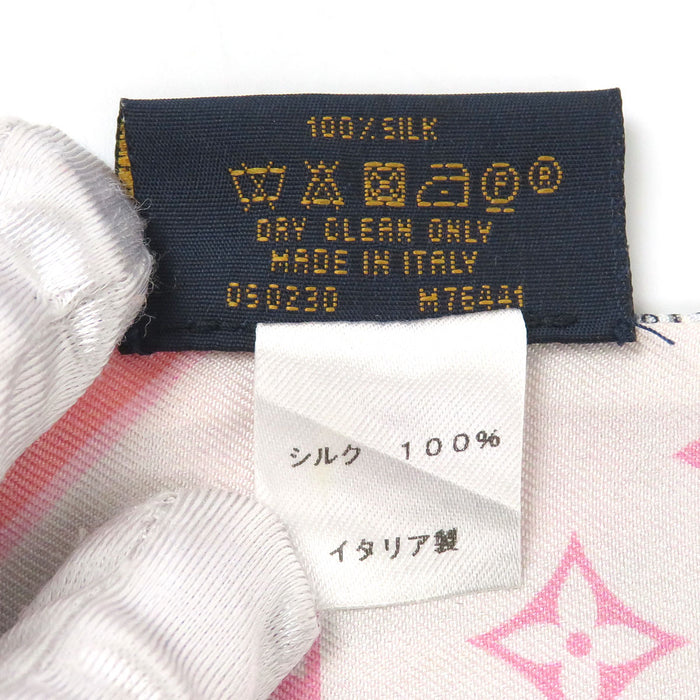 100% SILK
P ®
DRY CLEAN ONLY
MADE IN ITALY
050230 M76441
シルク 100%
イタリア製